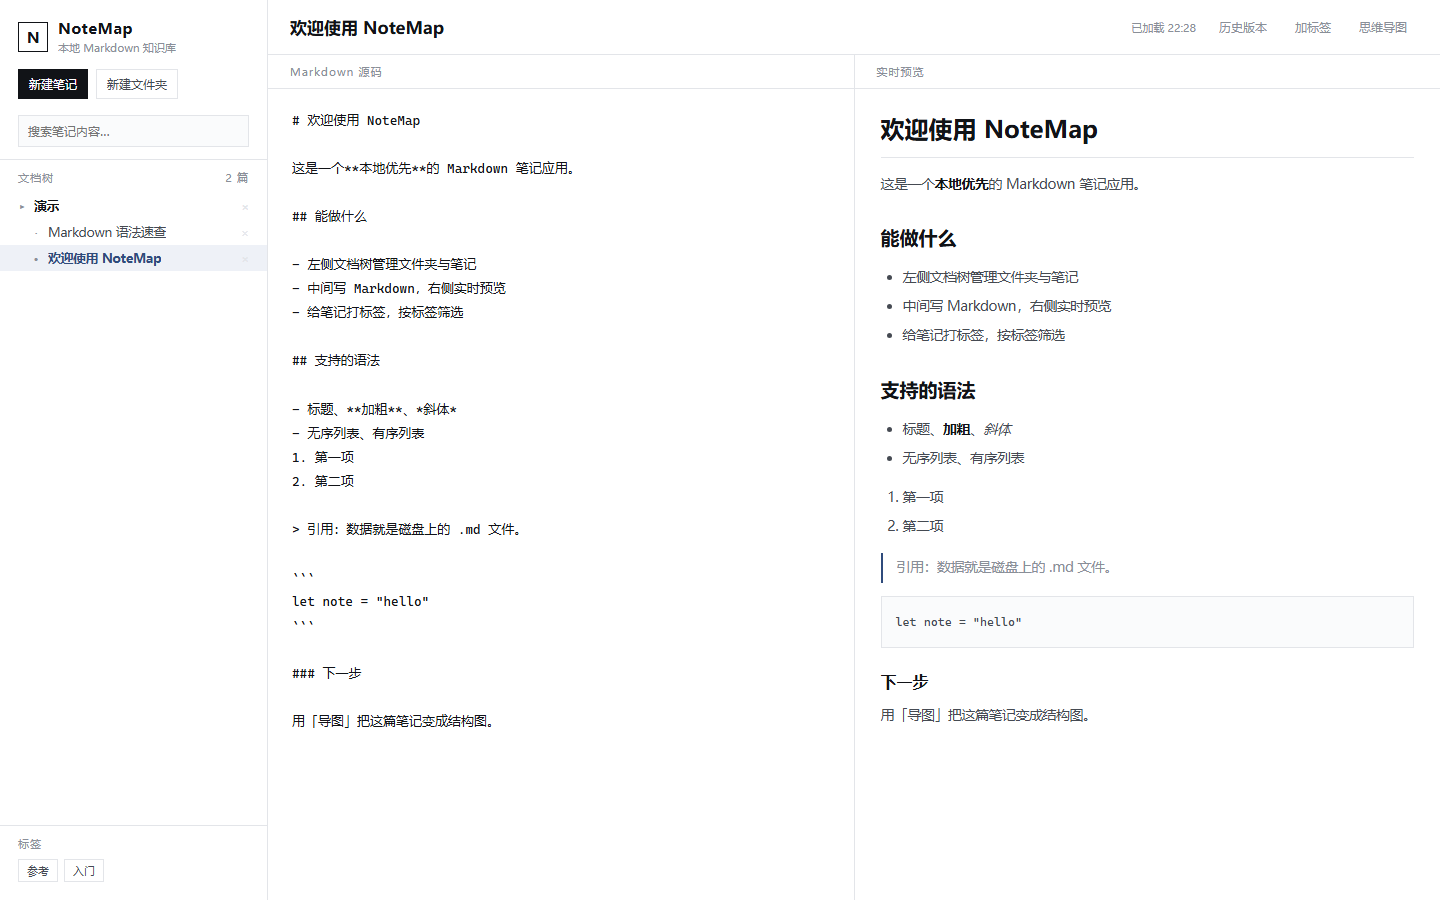 N
NoteMap
本地 Markdown 知识库
新建笔记
新建文件夹
搜索笔记内容...
文档树
2 篇
▸ 演示 ×
· Markdown 语法速查 ×
• 欢迎使用 NoteMap ×
标签
参考
入门
欢迎使用 NoteMap
已加载 22:28
历史版本
加标签
思维导图
Markdown 源码
# 欢迎使用 NoteMap
这是一个**本地优先**的 Markdown 笔记应用。
## 能做什么
- 左侧文档树管理文件夹与笔记
- 中间写 Markdown，右侧实时预览
- 给笔记打标签，按标签筛选
## 支持的语法
- 标题、**加粗**、*斜体*
- 无序列表、有序列表
1. 第一项
2. 第二项
> 引用：数据就是磁盘上的 .md 文件。
```
let note = "hello"
```
### 下一步
用「导图」把这篇笔记变成结构图。
实时预览
欢迎使用 NoteMap
这是一个本地优先的 Markdown 笔记应用。
能做什么
• 左侧文档树管理文件夹与笔记
• 中间写 Markdown，右侧实时预览
• 给笔记打标签，按标签筛选
支持的语法
• 标题、加粗、斜体
• 无序列表、有序列表
1. 第一项
2. 第二项
引用：数据就是磁盘上的 .md 文件。
let note = "hello"
下一步
用「导图」把这篇笔记变成结构图。